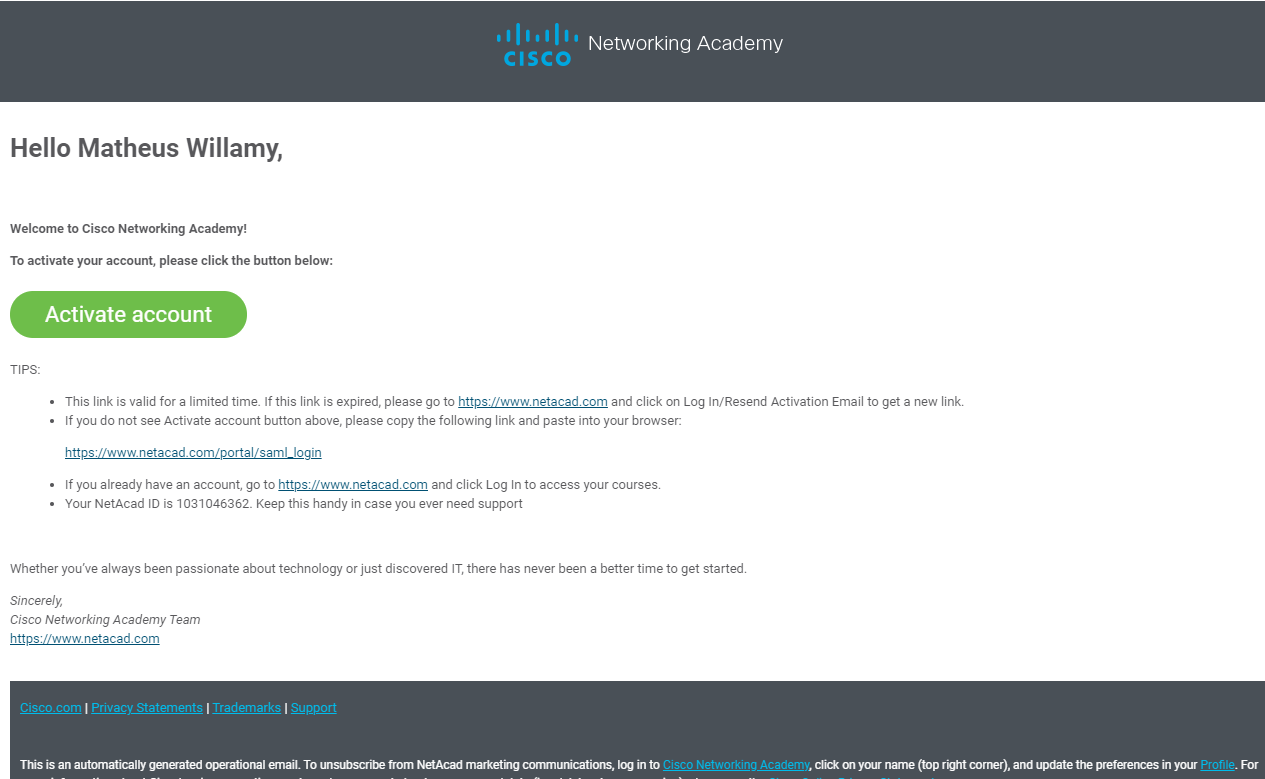 CISCO Networking Academy
Hello Matheus Willamy,
Welcome to Cisco Networking Academy!
To activate your account, please click the button below:
Activate account
TIPS:
• This link is valid for a limited time. If this link is expired, please go to https://www.netacad.com and click on Log In/Resend Activation Email to get a new link.
• If you do not see Activate account button above, please copy the following link and paste into your browser:
https://www.netacad.com/portal/saml_login
• If you already have an account, go to https://www.netacad.com and click Log In to access your courses.
• Your NetAcad ID is 1031046362. Keep this handy in case you ever need support
Whether you’ve always been passionate about technology or just discovered IT, there has never been a better time to get started.
Sincerely,
Cisco Networking Academy Team
https://www.netacad.com
Cisco.com | Privacy Statements | Trademarks | Support
This is an automatically generated operational email. To unsubscribe from NetAcad marketing communications, log in to Cisco Networking Academy, click on your name (top right corner), and update the preferences in your Profile. For